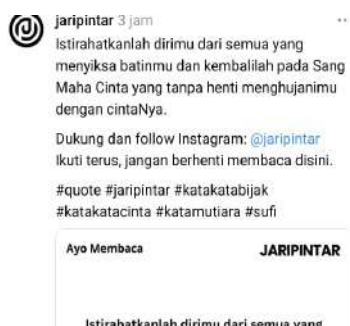 jaripintar 3 jam
Istirahatkanlah dirimu dari semua yang
menyiksa batinmu dan kembalilah pada Sang
Maha Cinta yang tanpa henti menghujanimu
dengan cintaNya.
Dukung dan follow Instagram: @jaripintar
Ikuti terus, jangan berhenti membaca disini.
#quote #jaripintar #katakatabijak
#katakatacinta #katamutiara #sufi
Ayo Membaca JARIPINTAR
Istirahatkanlah dirimu dari semua yang